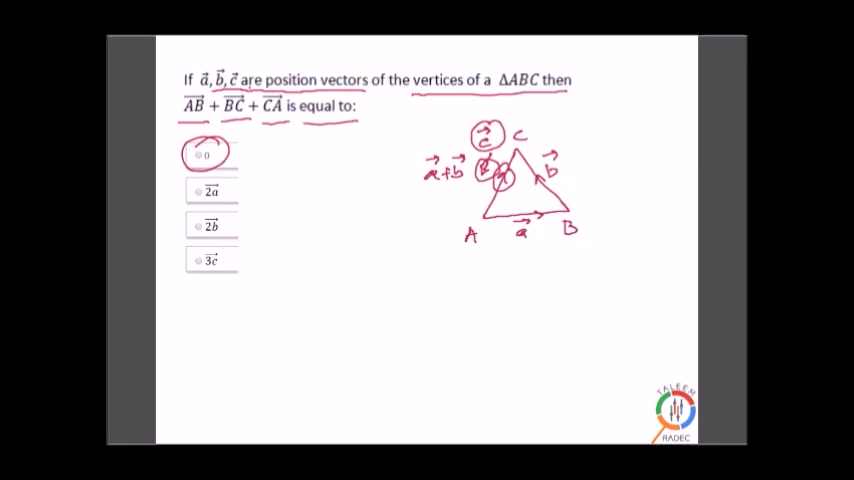 If a⃗, b⃗, c⃗ are position vectors of the vertices of a ΔABC then
AB⃗ + BC⃗ + CA⃗ is equal to:
0
2a⃗
2b⃗
3c⃗
c⃗ C
a⃗+b⃗ b⃗
A a⃗ B
TALEEM
RADEC